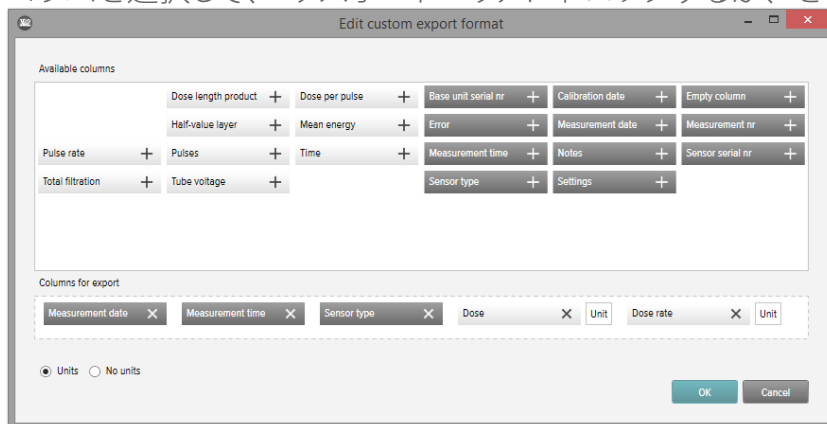 Edit custom export format
Available columns
Dose length product + Dose per pulse + Base unit serial nr + Calibration date + Empty column +
Half-value layer + Mean energy + Error + Measurement date + Measurement nr +
Pulse rate + Pulses + Time + Measurement time + Notes + Sensor serial nr +
Total filtration + Tube voltage + Sensor type + Settings +
Columns for export
Measurement date × Measurement time × Sensor type × Dose × Unit Dose rate × Unit
Units No units
OK Cancel